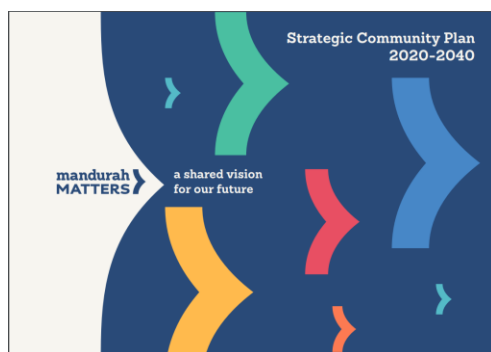 Strategic Community Plan
2020-2040
mandurah
MATTERS
a shared vision
for our future